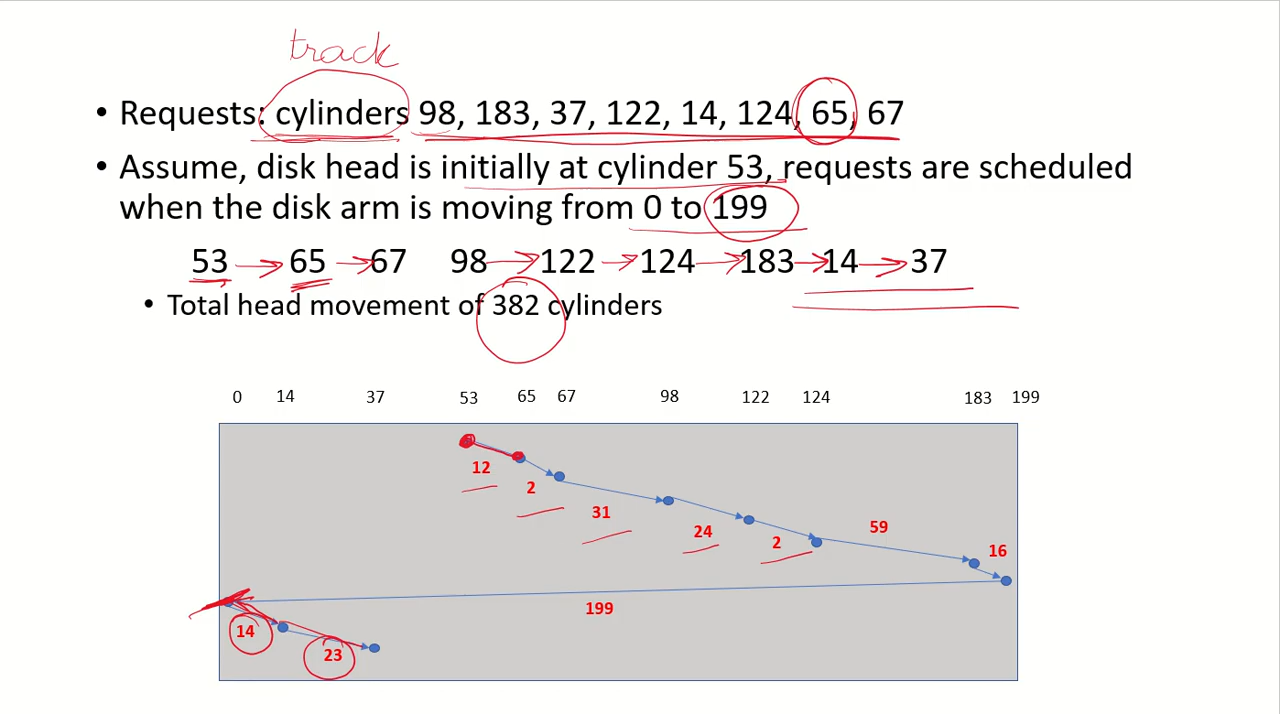 track
• Requests: cylinders 98, 183, 37, 122, 14, 124, 65, 67
• Assume, disk head is initially at cylinder 53, requests are scheduled
when the disk arm is moving from 0 to 199
53 → 65 → 67 98 → 122 → 124 → 183 → 14 → 37
• Total head movement of 382 cylinders
0 14 37 53 65 67 98 122 124 183 199
12
2
31
24
2
59
16
199
14
23